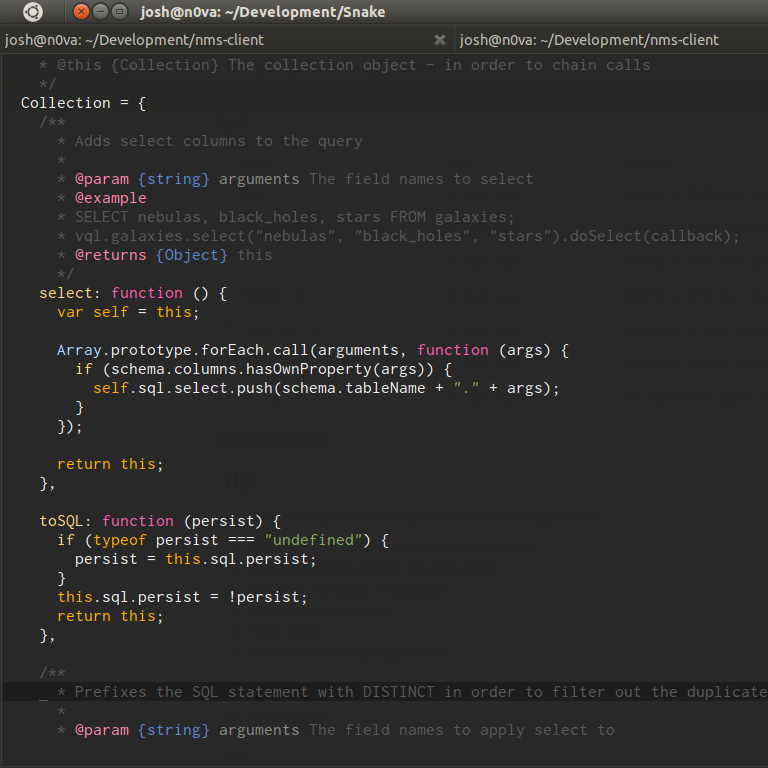 josh@n0va: ~/Development/Snake
josh@n0va: ~/Development/nms-client josh@n0va: ~/Development/nms-client
* @this {Collection} The collection object - in order to chain calls
*/
Collection = {
/**
* Adds select columns to the query
*
* @param {string} arguments The field names to select
* @example
* SELECT nebulas, black_holes, stars FROM galaxies;
* vql.galaxies.select("nebulas", "black_holes", "stars").doSelect(callback);
* @returns {Object} this
*/
select: function () {
var self = this;
Array.prototype.forEach.call(arguments, function (args) {
if (schema.columns.hasOwnProperty(args)) {
self.sql.select.push(schema.tableName + "." + args);
}
});
return this;
},
toSQL: function (persist) {
if (typeof persist === "undefined") {
persist = this.sql.persist;
}
this.sql.persist = !persist;
return this;
},
/**
_ * Prefixes the SQL statement with DISTINCT in order to filter out the duplicate
*
* @param {string} arguments The field names to apply select to